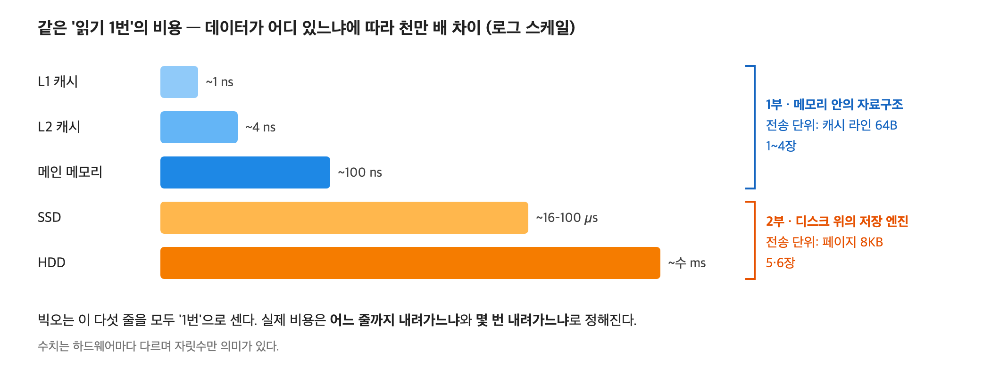 같은 '읽기 1번'의 비용 — 데이터가 어디 있느냐에 따라 천만 배 차이 (로그 스케일)
L1 캐시
~1 ns
L2 캐시
~4 ns
메인 메모리
~100 ns
SSD
~16-100 µs
HDD
~수 ms
1부 · 메모리 안의 자료구조
전송 단위: 캐시 라인 64B
1~4장
2부 · 디스크 위의 저장 엔진
전송 단위: 페이지 8KB
5·6장
빅오는 이 다섯 줄을 모두 '1번'으로 센다. 실제 비용은 어느 줄까지 내려가느냐와 몇 번 내려가느냐로 정해진다.
수치는 하드웨어마다 다르며 자릿수만 의미가 있다.